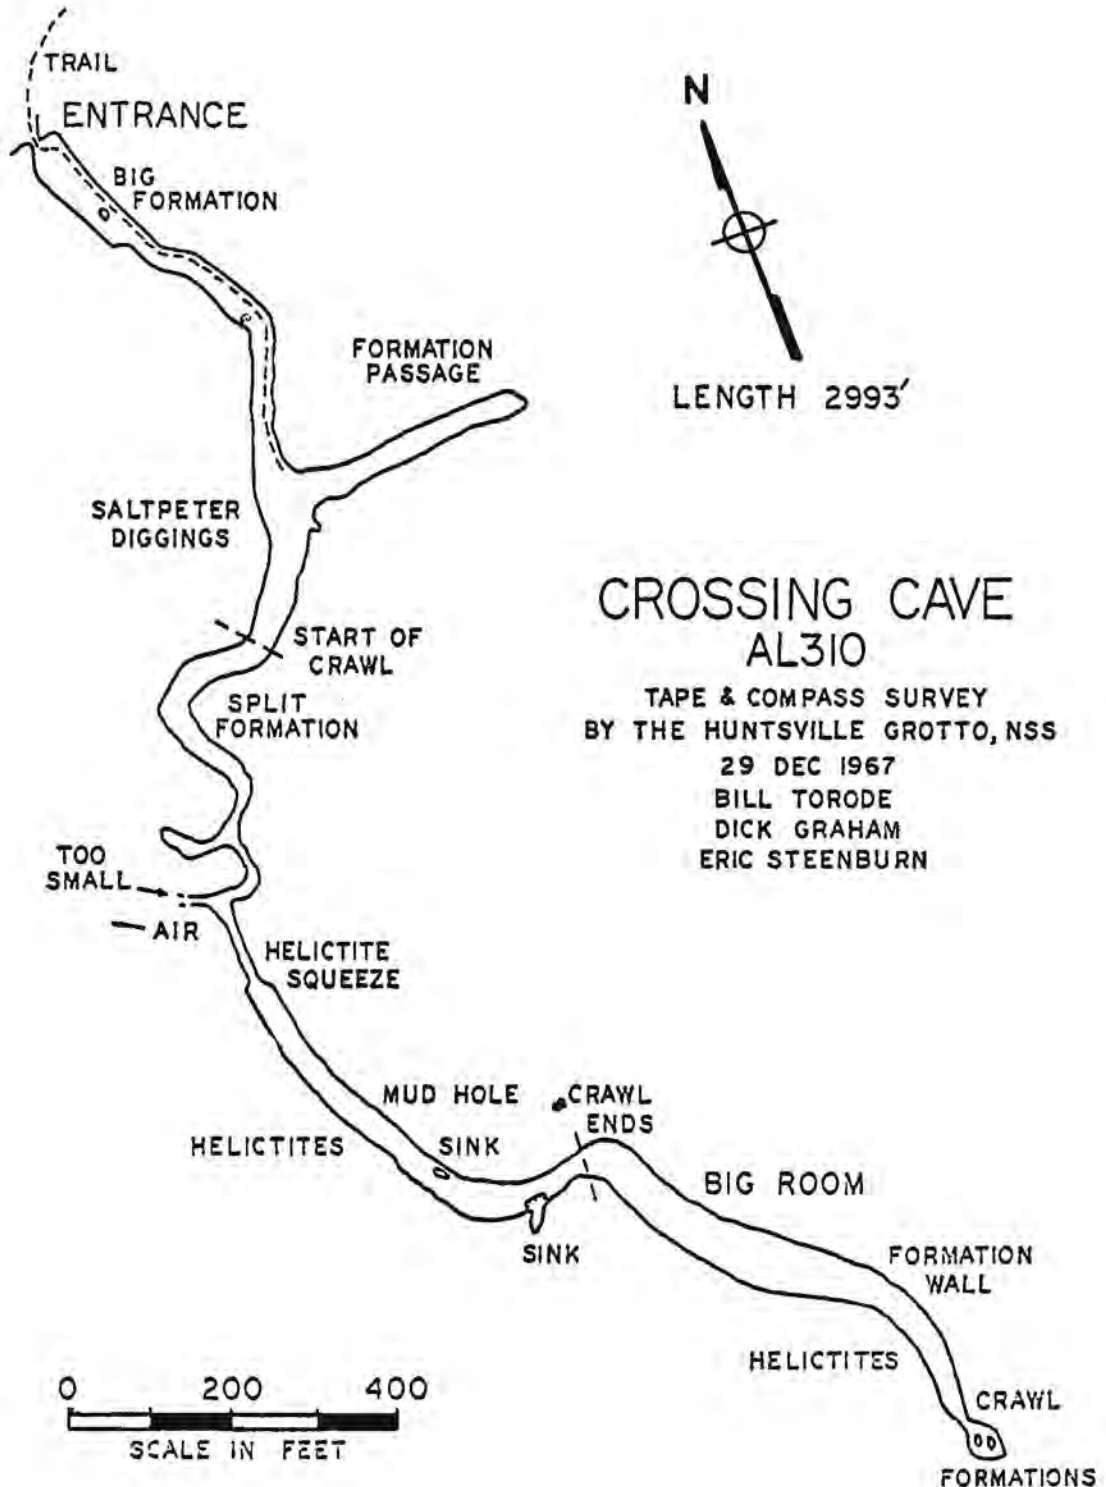 TRAIL
ENTRANCE
BIG
FORMATION
N
FORMATION
PASSAGE
LENGTH 2993'
SALTPETER
DIGGINGS
CROSSING CAVE
AL310
TAPE & COMPASS SURVEY
BY THE HUNTSVILLE GROTTO, NSS
29 DEC 1967
BILL TORODE
DICK GRAHAM
ERIC STEENBURN
START OF
CRAWL
SPLIT
FORMATION
TOO
SMALL
AIR
HELICTITE
SQUEEZE
MUD HOLE
CRAWL
ENDS
HELICTITES
SINK
SINK
BIG ROOM
FORMATION
WALL
HELICTITES
CRAWL
FORMATIONS
0 200 400
SCALE IN FEET